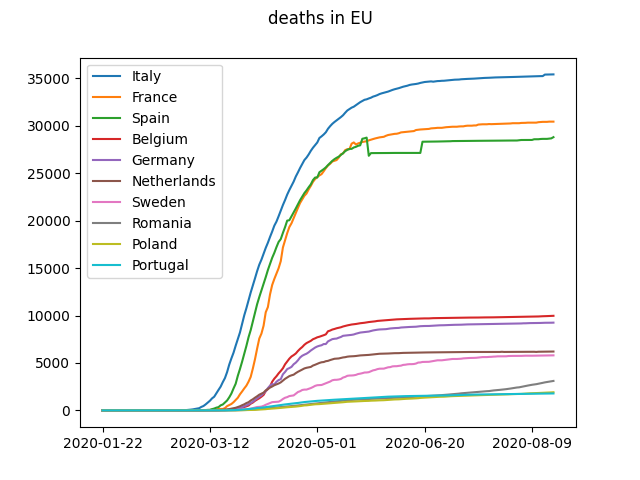 deaths in EU
35000
30000
25000
20000
15000
10000
5000
0
Italy
France
Spain
Belgium
Germany
Netherlands
Sweden
Romania
Poland
Portugal
2020-01-22 2020-03-12 2020-05-01 2020-06-20 2020-08-09